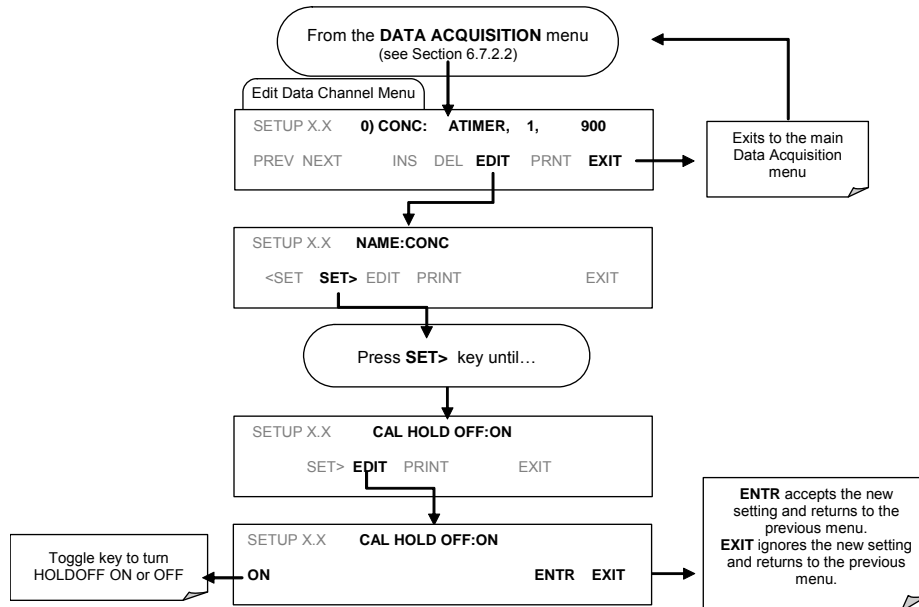 From the DATA ACQUISITION menu
(see Section 6.7.2.2)
Edit Data Channel Menu
SETUP X.X 0) CONC: ATIMER, 1, 900
PREV NEXT INS DEL EDIT PRNT EXIT
Exits to the main
Data Acquisition
menu
SETUP X.X NAME:CONC
<SET SET> EDIT PRINT EXIT
Press SET> key until…
SETUP X.X CAL HOLD OFF:ON
SET> EDIT PRINT EXIT
SETUP X.X CAL HOLD OFF:ON
ON ENTR EXIT
Toggle key to turn
HOLDOFF ON or OFF
ENTR accepts the new
setting and returns to the
previous menu.
EXIT ignores the new setting
and returns to the previous
menu.